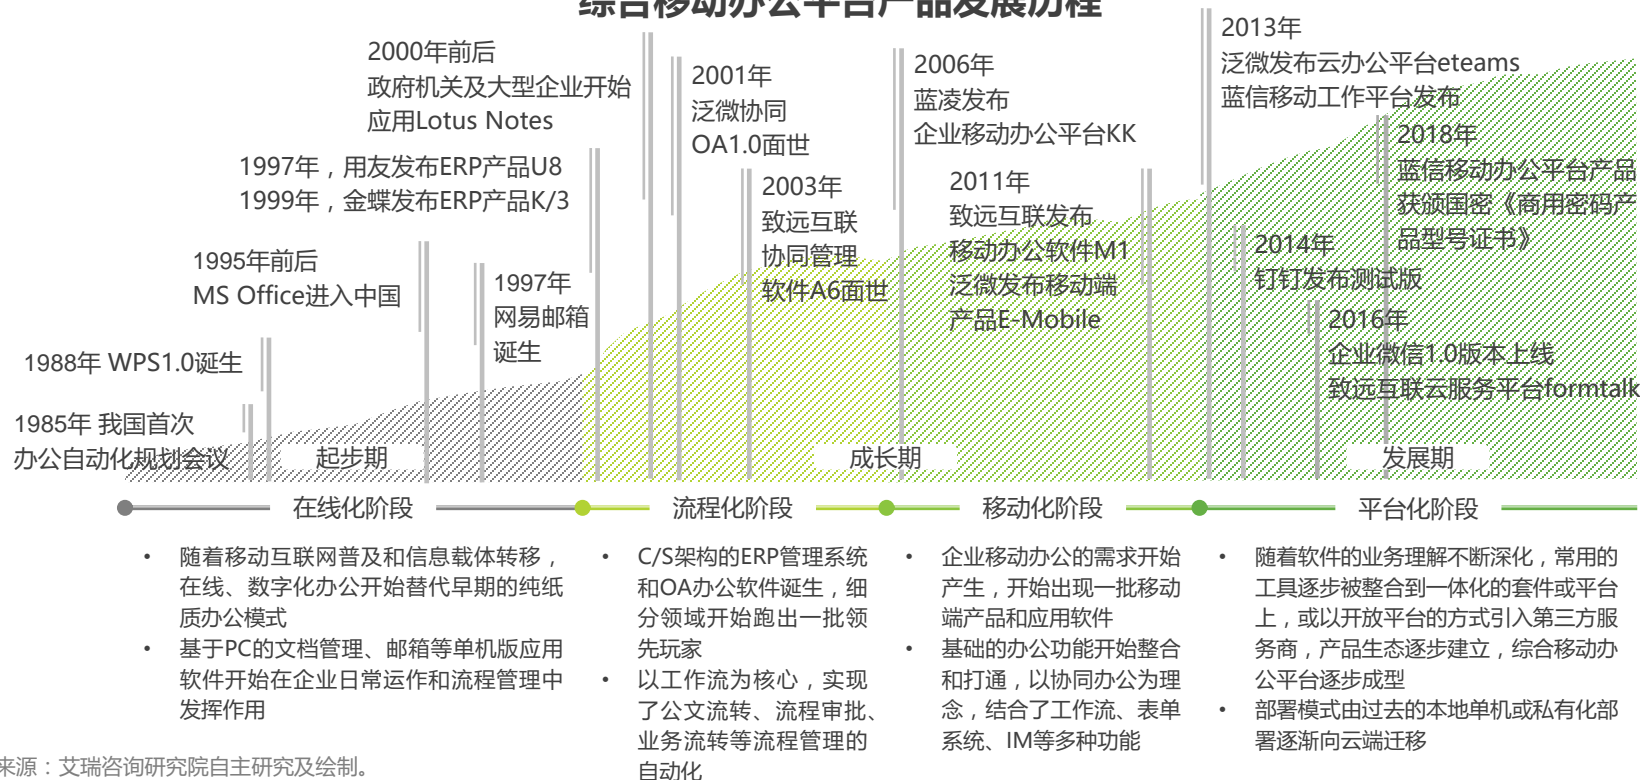 综合移动办公平台产品发展历程
2000年前后
政府机关及大型企业开始
应用Lotus Notes
1997年，用友发布ERP产品U8
1999年，金蝶发布ERP产品K/3
1995年前后
MS Office进入中国
1997年
网易邮箱
诞生
1988年 WPS1.0诞生
1985年 我国首次
办公自动化规划会议
2001年
泛微协同
OA1.0面世
2003年
致远互联
协同管理
软件A6面世
2006年
蓝凌发布
企业移动办公平台KK
2011年
致远互联发布
移动办公软件M1
泛微发布移动端
产品E-Mobile
2013年
泛微发布云办公平台eteams
蓝信移动工作平台发布
2018年
蓝信移动办公平台产品
获颁国密《商用密码产
品型号证书》
2014年
钉钉发布测试版
2016年
企业微信1.0版本上线
致远互联云服务平台formtalk
起步期
成长期
发展期
在线化阶段
流程化阶段
移动化阶段
平台化阶段
• 随着移动互联网普及和信息载体转移，
在线、数字化办公开始替代早期的纯纸
质办公模式
• 基于PC的文档管理、邮箱等单机版应用
软件开始在企业日常运作和流程管理中
发挥作用
• C/S架构的ERP管理系统
和OA办公软件诞生，细
分领域开始跑出一批领
先玩家
• 以工作流为核心，实现
了公文流转、流程审批、
业务流转等流程管理的
自动化
• 企业移动办公的需求开始
产生，开始出现一批移动
端产品和应用软件
• 基础的办公功能开始整合
和打通，以协同办公为理
念，结合了工作流、表单
系统、IM等多种功能
• 随着软件的业务理解不断深化，常用的
工具逐步被整合到一体化的套件或平台
上，或以开放平台的方式引入第三方服
务商，产品生态逐步建立，综合移动办
公平台逐步成型
• 部署模式由过去的本地单机或私有化部
署逐渐向云端迁移
来源：艾瑞咨询研究院自主研究及绘制。